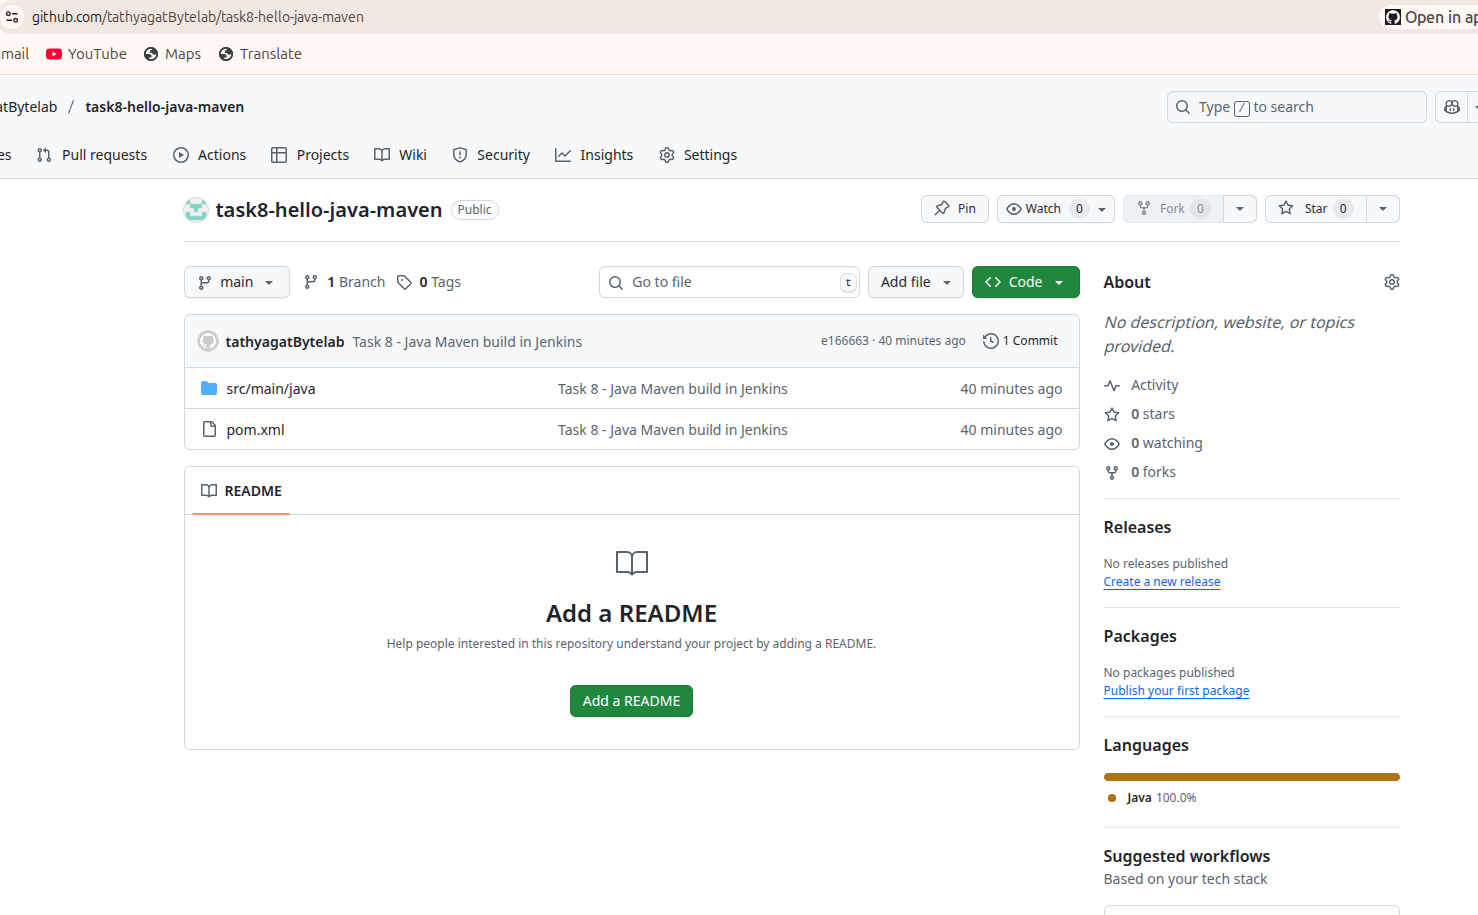 github.com/tathyagatBytelab/task8-hello-java-maven
Open in ap
mail YouTube Maps Translate
atBytelab / task8-hello-java-maven
Type / to search
es Pull requests Actions Projects Wiki Security Insights Settings
task8-hello-java-maven Public
Pin Watch 0 Fork 0 Star 0
main 1 Branch 0 Tags Go to file t Add file Code
tathyagatBytelab Task 8 - Java Maven build in Jenkins e166663 · 40 minutes ago 1 Commit
src/main/java Task 8 - Java Maven build in Jenkins 40 minutes ago
pom.xml Task 8 - Java Maven build in Jenkins 40 minutes ago
README
Add a README
Help people interested in this repository understand your project by adding a README.
Add a README
About
No description, website, or topics
provided.
Activity
0 stars
0 watching
0 forks
Releases
No releases published
Create a new release
Packages
No packages published
Publish your first package
Languages
Java 100.0%
Suggested workflows
Based on your tech stack